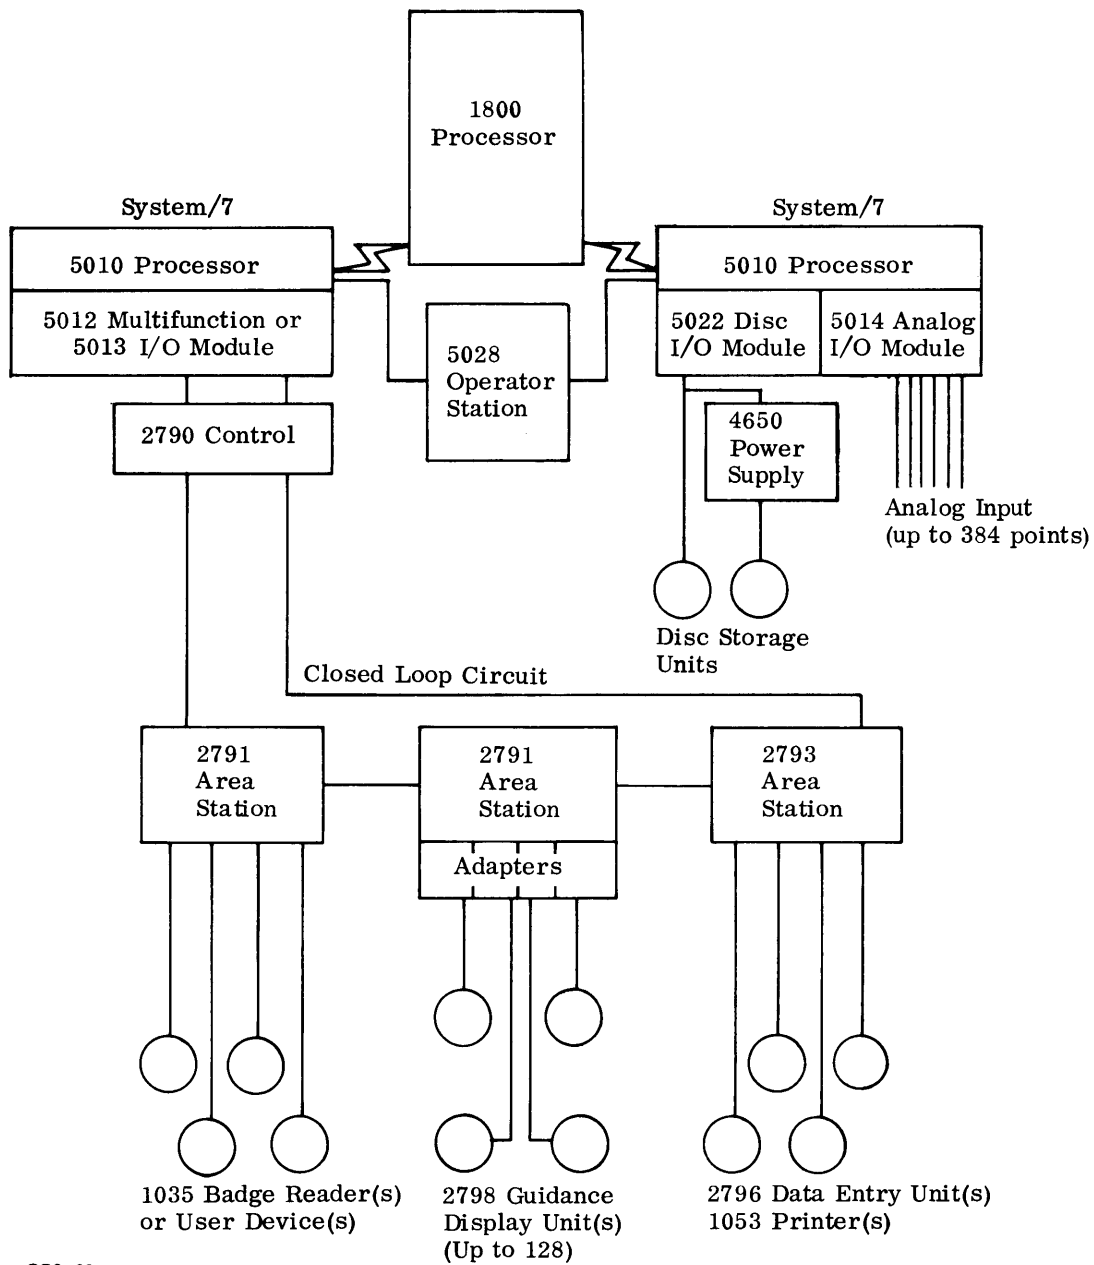 1800
Processor
System/7
System/7
5010 Processor
5010 Processor
5012 Multifunction or
5013 I/O Module
5022 Disc
I/O Module
5014 Analog
I/O Module
5028
Operator
Station
2790 Control
4650
Power
Supply
Analog Input
(up to 384 points)
Disc Storage
Units
Closed Loop Circuit
2791
Area
Station
2791
Area
Station
2793
Area
Station
Adapters
1035 Badge Reader(s)
or User Device(s)
2798 Guidance
Display Unit(s)
(Up to 128)
2796 Data Entry Unit(s)
1053 Printer(s)